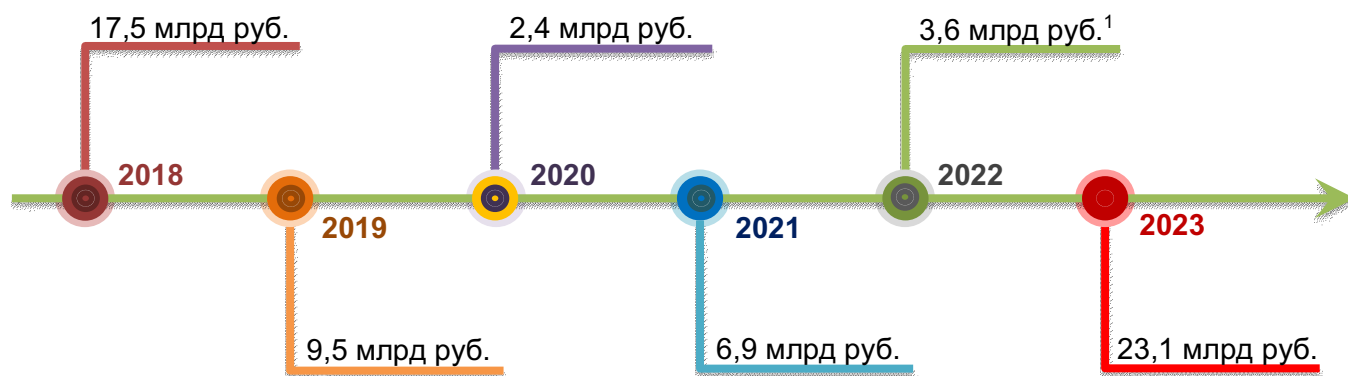 17,5 млрд руб.
2,4 млрд руб.
3,6 млрд руб.¹
2018
2020
2022
2019
2021
2023
9,5 млрд руб.
6,9 млрд руб.
23,1 млрд руб.